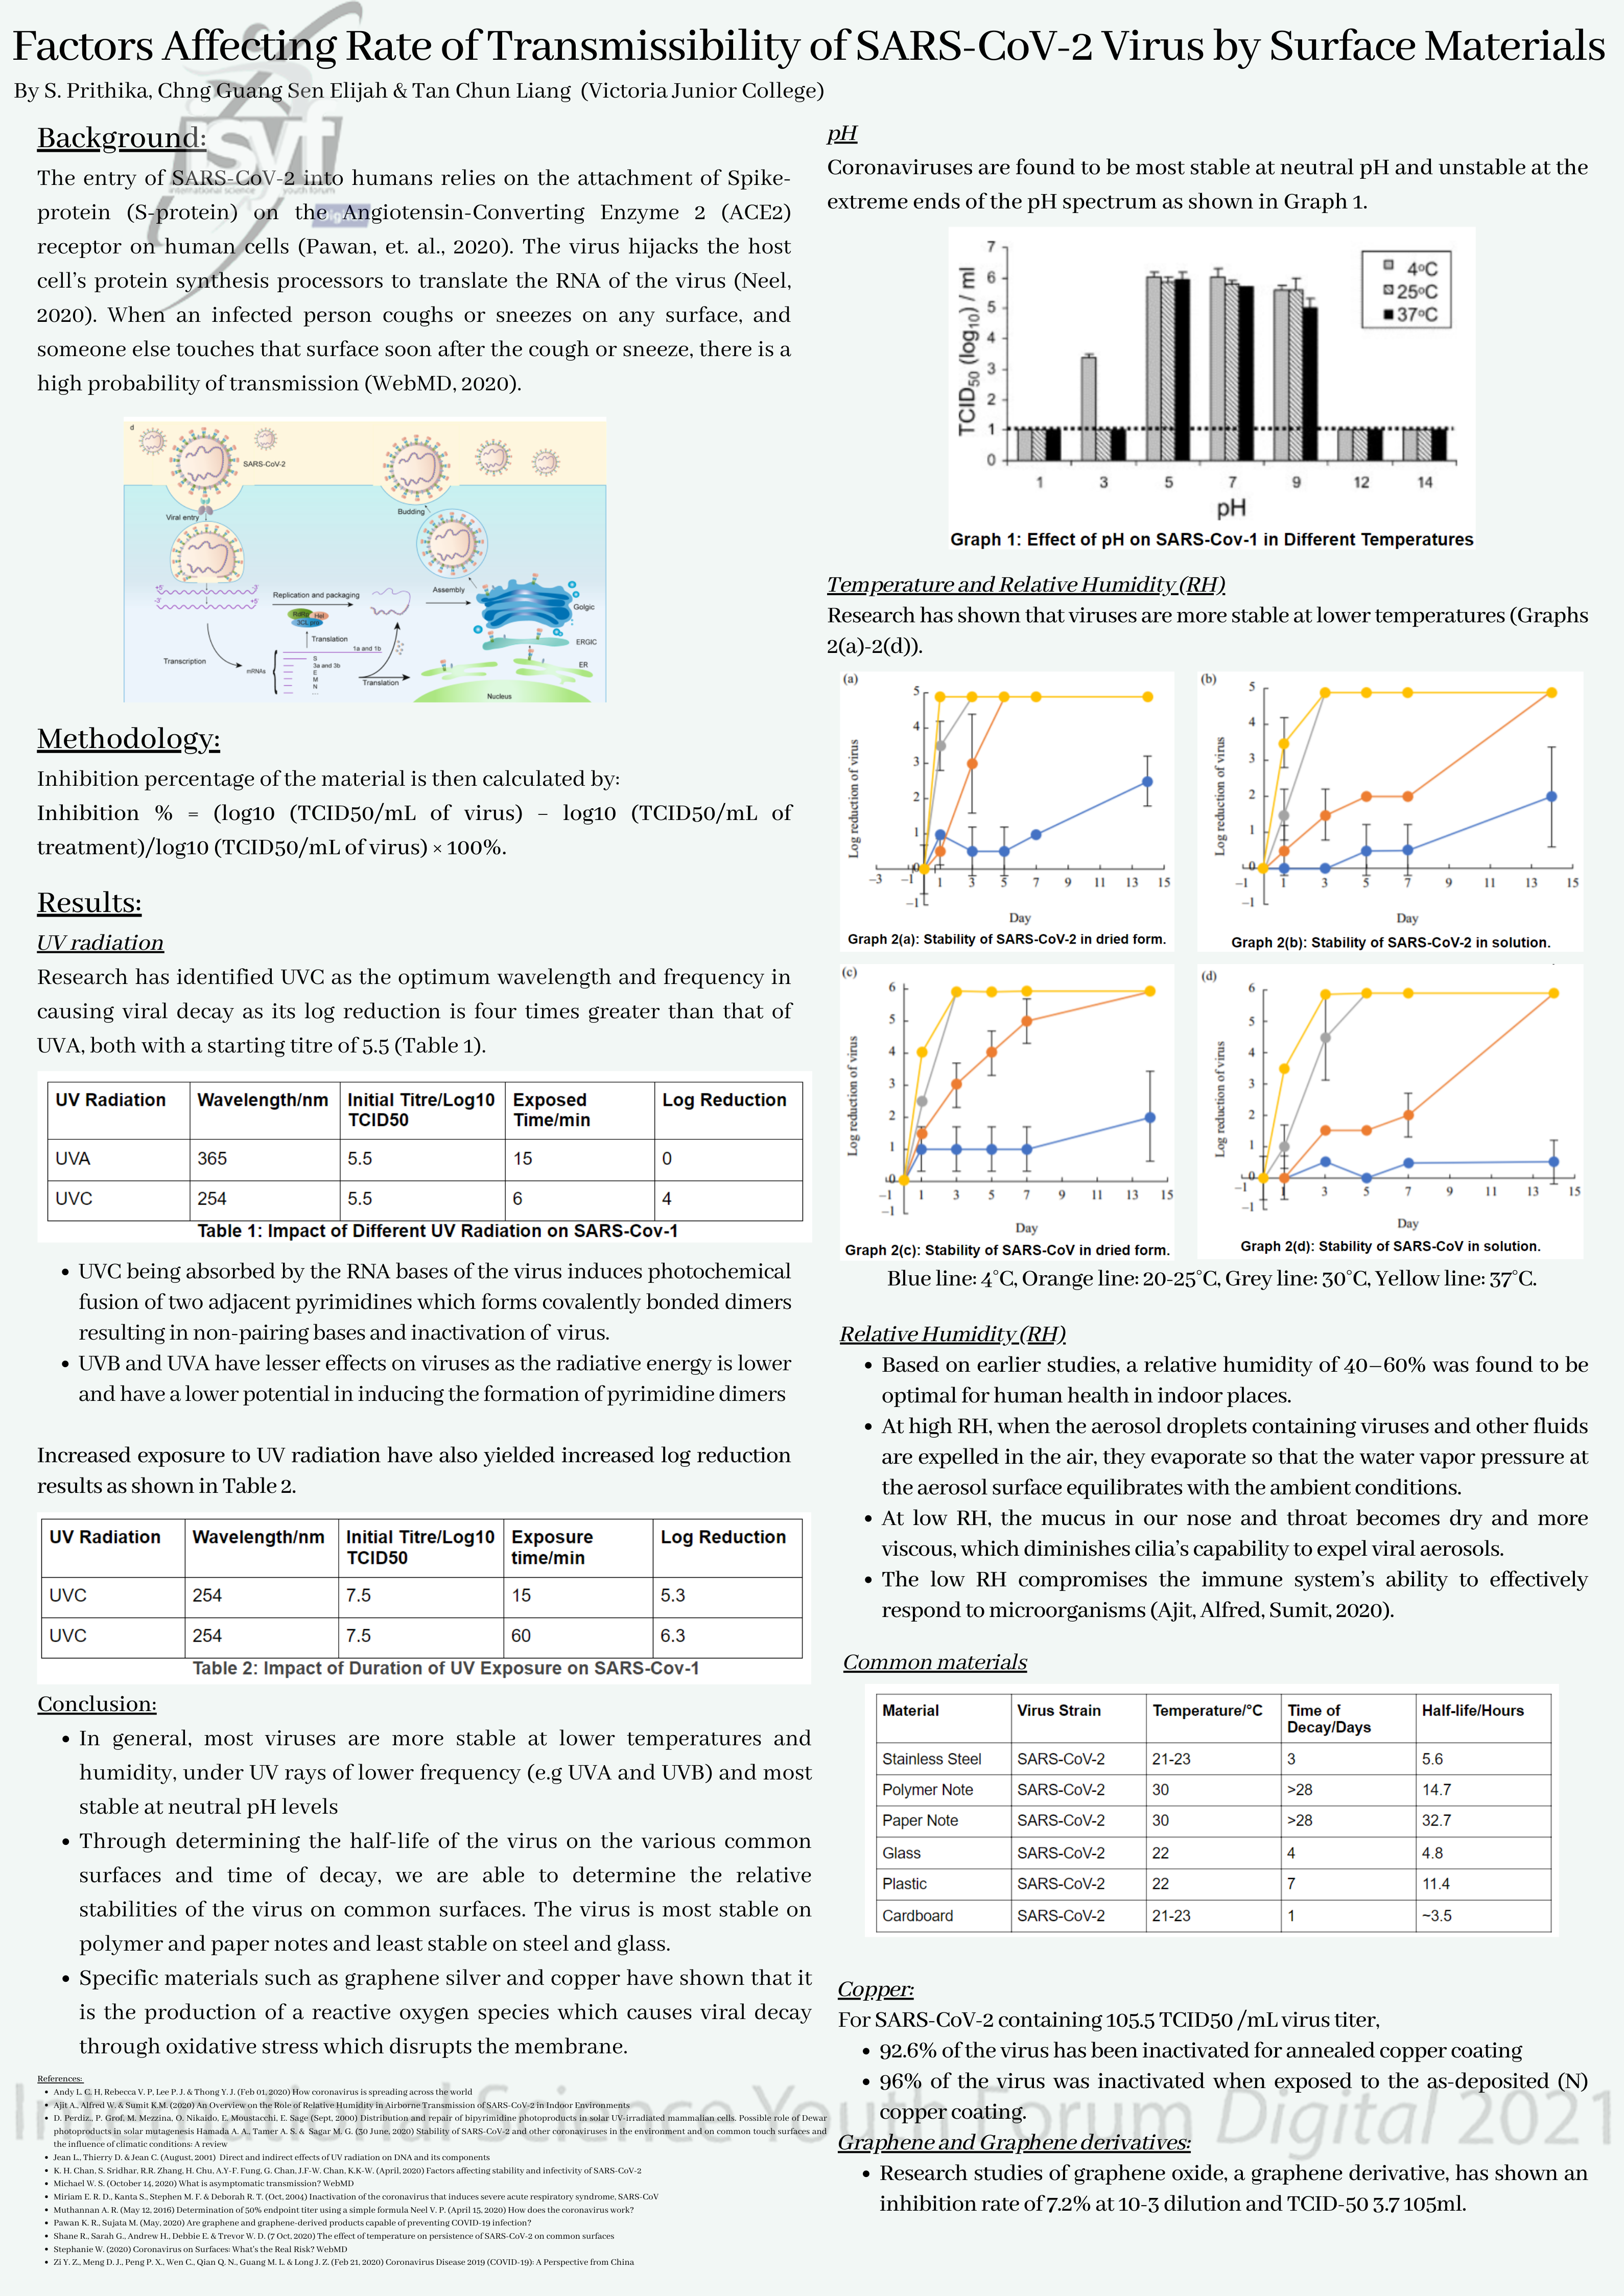 Factors Affecting Rate of Transmissibility of SARS-CoV-2 Virus by Surface Materials
By S. Prithika, Chng Guang Sen Elijah & Tan Chun Liang (Victoria Junior College)
isyf
international science youth forum
Digital
Background:
The entry of SARS-CoV-2 into humans relies on the attachment of Spike-
protein (S-protein) on the Angiotensin-Converting Enzyme 2 (ACE2)
receptor on human cells (Pawan, et. al., 2020). The virus hijacks the host
cell's protein synthesis processors to translate the RNA of the virus (Neel,
2020). When an infected person coughs or sneezes on any surface, and
someone else touches that surface soon after the cough or sneeze, there is a
high probability of transmission (WebMD, 2020).
d
SARS-CoV-2
Viral entry
Budding
+5'
-3'
-3'
+5'
Replication and packaging
RdRp Hel
3CL pro
Assembly
Golgic
Translation
ERGIC
1a and 1b
Transcription
mRNAs
S
3a and 3b
E
M
N
...
Translation
ER
Nucleus
Methodology:
Inhibition percentage of the material is then calculated by:
Inhibition % = (log10 (TCID50/mL of virus) – log10 (TCID50/mL of
treatment)/log10 (TCID50/mL of virus) × 100%.
Results:
UV radiation
Research has identified UVC as the optimum wavelength and frequency in
causing viral decay as its log reduction is four times greater than that of
UVA, both with a starting titre of 5.5 (Table 1).
UV Radiation Wavelength/nm Initial Titre/Log10 TCID50 Exposed Time/min Log Reduction
UVA 365 5.5 15 0
UVC 254 5.5 6 4
Table 1: Impact of Different UV Radiation on SARS-Cov-1
• UVC being absorbed by the RNA bases of the virus induces photochemical
fusion of two adjacent pyrimidines which forms covalently bonded dimers
resulting in non-pairing bases and inactivation of virus.
• UVB and UVA have lesser effects on viruses as the radiative energy is lower
and have a lower potential in inducing the formation of pyrimidine dimers
Increased exposure to UV radiation have also yielded increased log reduction
results as shown in Table 2.
UV Radiation Wavelength/nm Initial Titre/Log10 TCID50 Exposure time/min Log Reduction
UVC 254 7.5 15 5.3
UVC 254 7.5 60 6.3
Table 2: Impact of Duration of UV Exposure on SARS-Cov-1
Conclusion:
• In general, most viruses are more stable at lower temperatures and
humidity, under UV rays of lower frequency (e.g UVA and UVB) and most
stable at neutral pH levels
• Through determining the half-life of the virus on the various common
surfaces and time of decay, we are able to determine the relative
stabilities of the virus on common surfaces. The virus is most stable on
polymer and paper notes and least stable on steel and glass.
• Specific materials such as graphene silver and copper have shown that it
is the production of a reactive oxygen species which causes viral decay
through oxidative stress which disrupts the membrane.
References:
• Andy L. C. H, Rebecca V. P, Lee P. J. & Thong Y. J. (Feb 01, 2020) How coronavirus is spreading across the world
• Ajit A., Alfred W. & Sumit K.M. (2020) An Overview on the Role of Relative Humidity in Airborne Transmission of SARS-CoV-2 in Indoor Environments
• D. Perdiz., P. Grof, M. Mezzina, O. Nikaido, E. Moustacchi, E. Sage (Sept, 2000) Distribution and repair of bipyrimidine photoproducts in solar UV-irradiated mammalian cells. Possible role of Dewar
photoproducts in solar mutagenesis Hamada A. A., Tamer A. S. & Sagar M. G. (30 June, 2020) Stability of SARS-CoV-2 and other coronaviruses in the environment and on common touch surfaces and
the influence of climatic conditions: A review
• Jean L., Thierry D. & Jean C. (August, 2001) Direct and indirect effects of UV radiation on DNA and its components
• K. H. Chan, S. Sridhar, R.R. Zhang, H. Chu, A.Y-F. Fung, G. Chan, J.F-W. Chan, K.K-W. (April, 2020) Factors affecting stability and infectivity of SARS-CoV-2
• Michael W. S. (October 14, 2020) What is asymptomatic transmission? WebMD
• Miriam E. R. D., Kanta S., Stephen M. F. & Deborah R. T. (Oct, 2004) Inactivation of the coronavirus that induces severe acute respiratory syndrome, SARS-CoV
• Muthannan A. R. (May 12, 2016) Determination of 50% endpoint titer using a simple formula Neel V. P. (April 15, 2020) How does the coronavirus work?
• Pawan K. R., Sujata M. (May, 2020) Are graphene and graphene-derived products capable of preventing COVID-19 infection?
• Shane R., Sarah G., Andrew H., Debbie E. & Trevor W. D. (7 Oct, 2020) The effect of temperature on persistence of SARS-CoV-2 on common surfaces
• Stephanie W. (2020) Coronavirus on Surfaces: What's the Real Risk? WebMD
• Zi Y. Z., Meng D. J., Peng P. X., Wen C., Qian Q. N., Guang M. L. & Long J. Z. (Feb 21, 2020) Coronavirus Disease 2019 (COVID-19): A Perspective from China
pH
Coronaviruses are found to be most stable at neutral pH and unstable at the
extreme ends of the pH spectrum as shown in Graph 1.
TCID50 (log10) / ml
7
6
5
4
3
2
1
0
4oC
25oC
37oC
1 3 5 7 9 12 14
pH
Graph 1: Effect of pH on SARS-Cov-1 in Different Temperatures
Temperature and Relative Humidity (RH)
Research has shown that viruses are more stable at lower temperatures (Graphs
2(a)-2(d)).
(a)
Log reduction of virus
5
4
3
2
1
0
–1
–3 –1 1 3 5 7 9 11 13 15
Day
Graph 2(a): Stability of SARS-CoV-2 in dried form.
(b)
Log reduction of virus
5
4
3
2
1
0
–1
–1 1 3 5 7 9 11 13 15
Day
Graph 2(b): Stability of SARS-CoV-2 in solution.
(c)
Log reduction of virus
6
5
4
3
2
1
0
–1
–1 1 3 5 7 9 11 13 15
Day
Graph 2(c): Stability of SARS-CoV in dried form.
(d)
Log reduction of virus
6
5
4
3
2
1
0
–1
–1 1 3 5 7 9 11 13 15
Day
Graph 2(d): Stability of SARS-CoV in solution.
Blue line: 4°C, Orange line: 20-25°C, Grey line: 30°C, Yellow line: 37°C.
Relative Humidity (RH)
• Based on earlier studies, a relative humidity of 40–60% was found to be
optimal for human health in indoor places.
• At high RH, when the aerosol droplets containing viruses and other fluids
are expelled in the air, they evaporate so that the water vapor pressure at
the aerosol surface equilibrates with the ambient conditions.
• At low RH, the mucus in our nose and throat becomes dry and more
viscous, which diminishes cilia's capability to expel viral aerosols.
• The low RH compromises the immune system's ability to effectively
respond to microorganisms (Ajit, Alfred, Sumit, 2020).
Common materials
Material Virus Strain Temperature/°C Time of Decay/Days Half-life/Hours
Stainless Steel SARS-CoV-2 21-23 3 5.6
Polymer Note SARS-CoV-2 30 >28 14.7
Paper Note SARS-CoV-2 30 >28 32.7
Glass SARS-CoV-2 22 4 4.8
Plastic SARS-CoV-2 22 7 11.4
Cardboard SARS-CoV-2 21-23 1 ~3.5
Copper:
For SARS-CoV-2 containing 105.5 TCID50 /mL virus titer,
• 92.6% of the virus has been inactivated for annealed copper coating
• 96% of the virus was inactivated when exposed to the as-deposited (N)
copper coating.
Graphene and Graphene derivatives:
• Research studies of graphene oxide, a graphene derivative, has shown an
inhibition rate of 7.2% at 10-3 dilution and TCID-50 3.7 105ml.
International Science Youth Forum Digital 2021